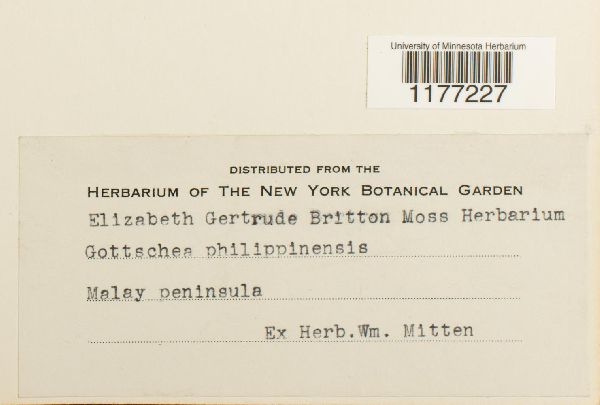 University of Minnesota Herbarium
1177227
DISTRIBUTED FROM THE
HERBARIUM OF THE NEW YORK BOTANICAL GARDEN
Elizabeth Gertrude Britton Moss Herbarium
Gottschea philippinensis
Malay peninsula
Ex Herb.Wm. Mitten